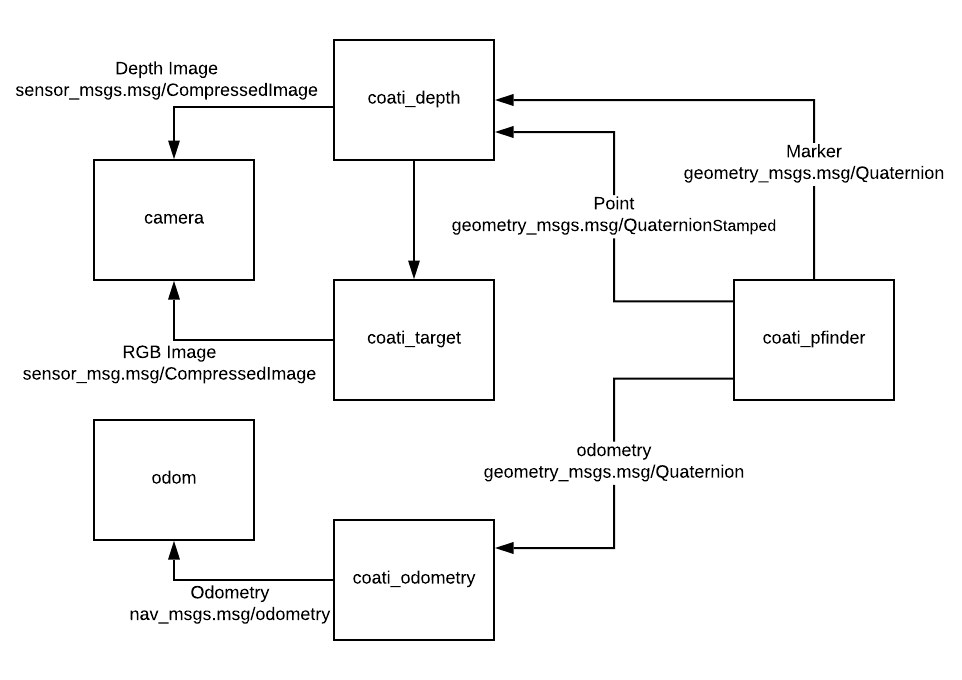 Depth Image
sensor_msgs.msg/CompressedImage
coati_depth
Marker
geometry_msgs.msg/Quaternion
camera
Point
geometry_msgs.msg/QuaternionStamped
RGB Image
sensor_msg.msg/CompressedImage
coati_target
coati_pfinder
odom
odometry
geometry_msgs.msg/Quaternion
coati_odometry
Odometry
nav_msgs.msg/odometry